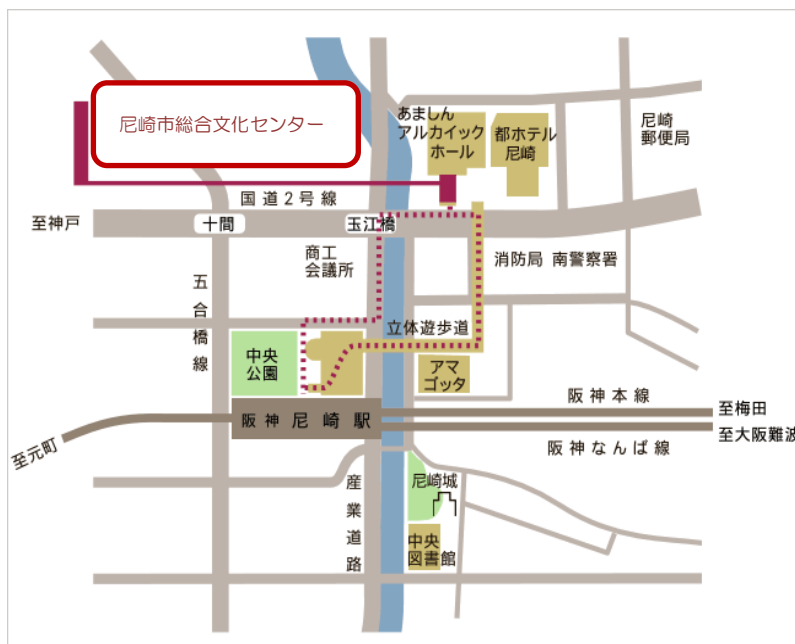 尼崎市総合文化センター
あましん
アルカイック
ホール
都ホテル
尼崎
尼崎
郵便局
国道2号線
至神戸
十間
玉江橋
商工
会議所
消防局 南警察署
五合橋線
立体遊歩道
中央
公園
アマ
ゴッタ
阪神本線
至梅田
阪神 尼崎駅
至大阪難波
至元町
阪神なんば線
尼崎城
産業道路
中央
図書館